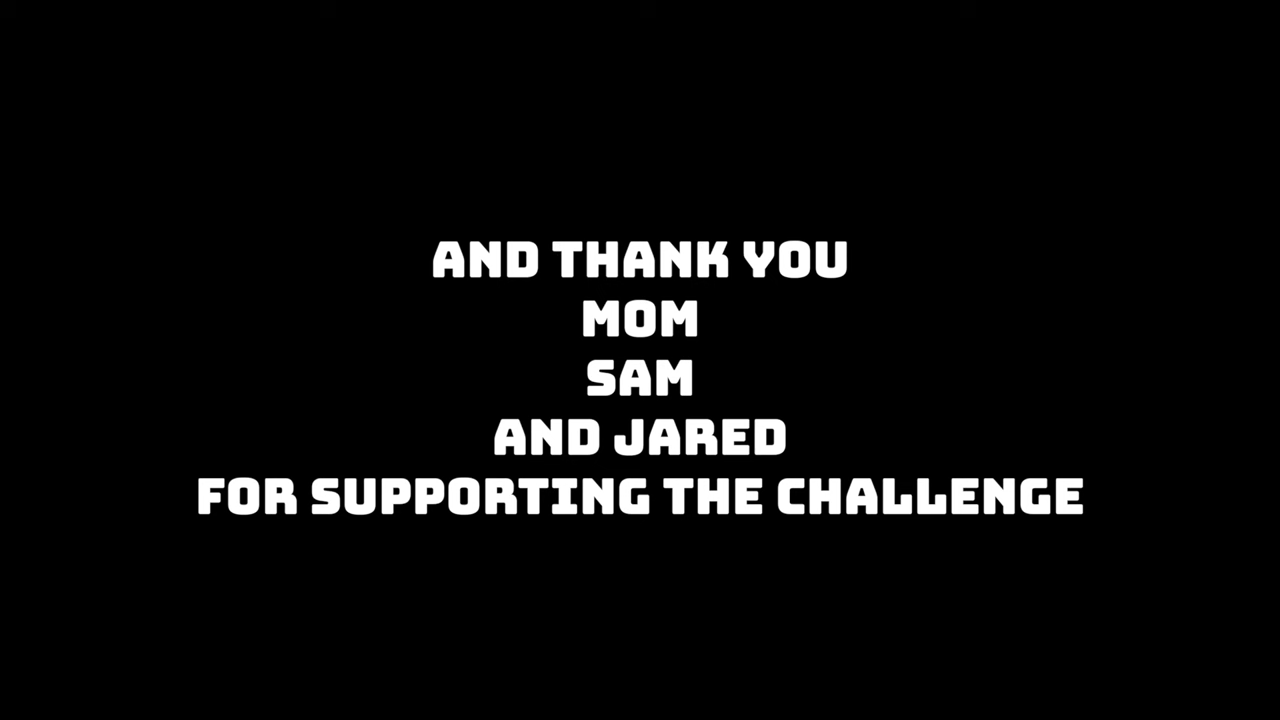 AND THANK YOU
MOM
SAM
AND JARED
FOR SUPPORTING THE CHALLENGE